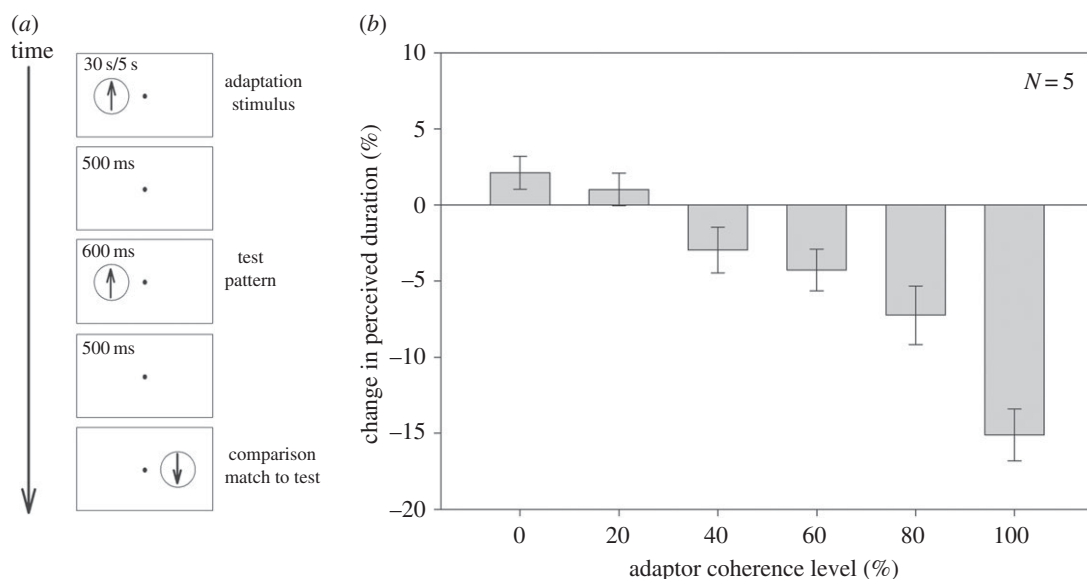 (a)
time
30 s/5 s
adaptation
stimulus
500 ms
600 ms
test
pattern
500 ms
comparison
match to test
(b)
10
5
0
–5
–10
–15
–20
change in perceived duration (%)
N = 5
0 20 40 60 80 100
adaptor coherence level (%)